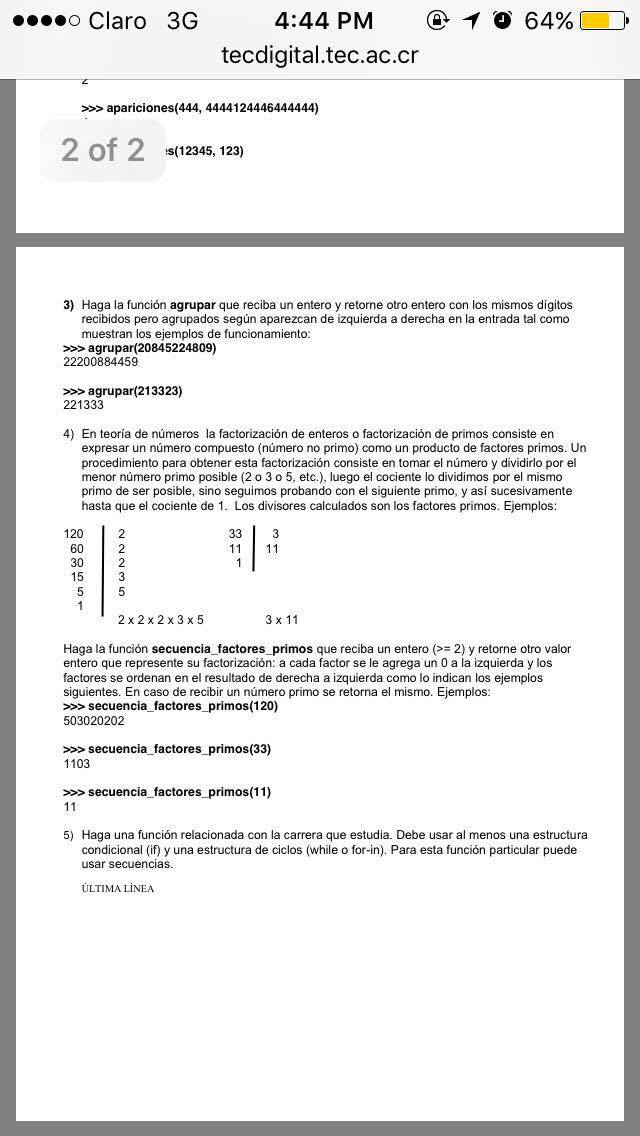 Claro 3G 4:44 PM 64%
tecdigital.tec.ac.cr
2
>>> apariciones(444, 4444124446444444)
2 of 2
es(12345, 123)
3) Haga la función agrupar que reciba un entero y retorne otro entero con los mismos dígitos
recibidos pero agrupados según aparezcan de izquierda a derecha en la entrada tal como
muestran los ejemplos de funcionamiento:
>>> agrupar(20845224809)
22200884459
>>> agrupar(213323)
221333
4) En teoría de números la factorización de enteros o factorización de primos consiste en
expresar un número compuesto (número no primo) como un producto de factores primos. Un
procedimiento para obtener esta factorización consiste en tomar el número y dividirlo por el
menor número primo posible (2 o 3 o 5, etc.), luego el cociente lo dividimos por el mismo
primo de ser posible, sino seguimos probando con el siguiente primo, y así sucesivamente
hasta que el cociente de 1. Los divisores calculados son los factores primos. Ejemplos:
120 2 33 3
60 2 11 11
30 2 1
15 3
5 5
1
2 x 2 x 2 x 3 x 5 3 x 11
Haga la función secuencia_factores_primos que reciba un entero (>= 2) y retorne otro valor
entero que represente su factorización: a cada factor se le agrega un 0 a la izquierda y los
factores se ordenan en el resultado de derecha a izquierda como lo indican los ejemplos
siguientes. En caso de recibir un número primo se retorna el mismo. Ejemplos:
>>> secuencia_factores_primos(120)
503020202
>>> secuencia_factores_primos(33)
1103
>>> secuencia_factores_primos(11)
11
5) Haga una función relacionada con la carrera que estudia. Debe usar al menos una estructura
condicional (if) y una estructura de ciclos (while o for-in). Para esta función particular puede
usar secuencias.
ÚLTIMA LÍNEA